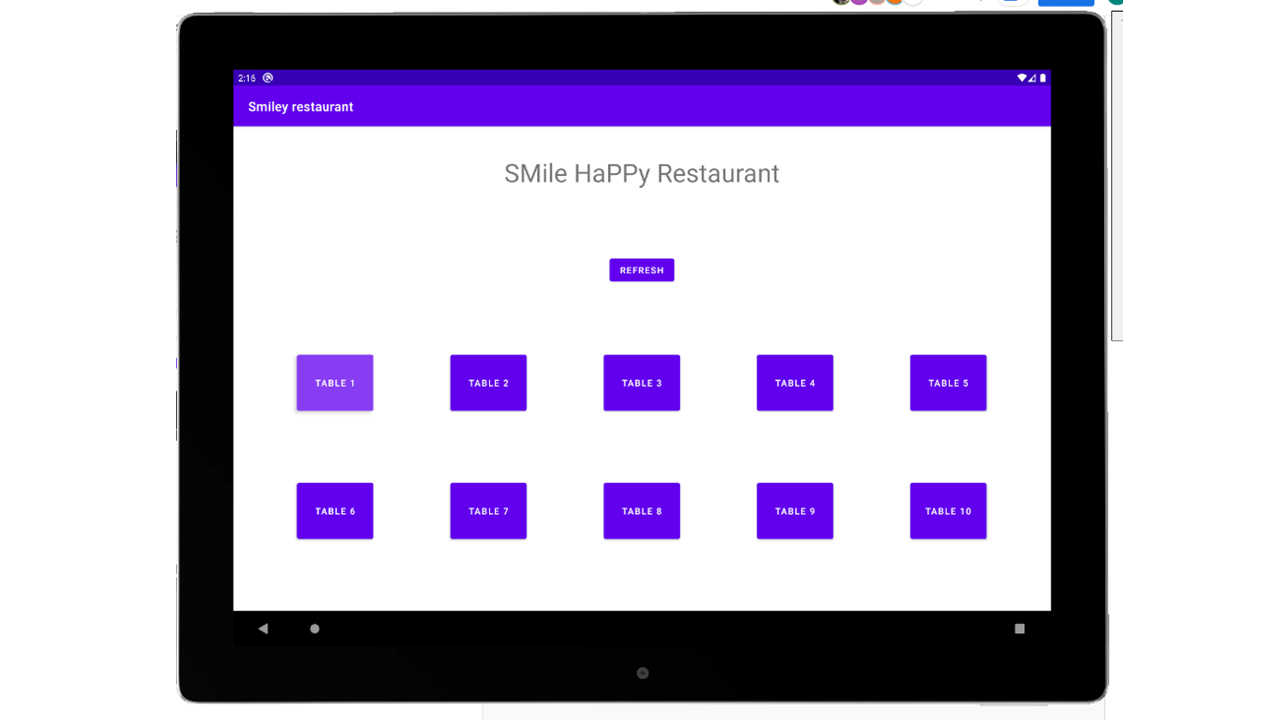 2:16
Smiley restaurant
SMile HaPPy Restaurant
REFRESH
TABLE 1 TABLE 2 TABLE 3 TABLE 4 TABLE 5
TABLE 6 TABLE 7 TABLE 8 TABLE 9 TABLE 10